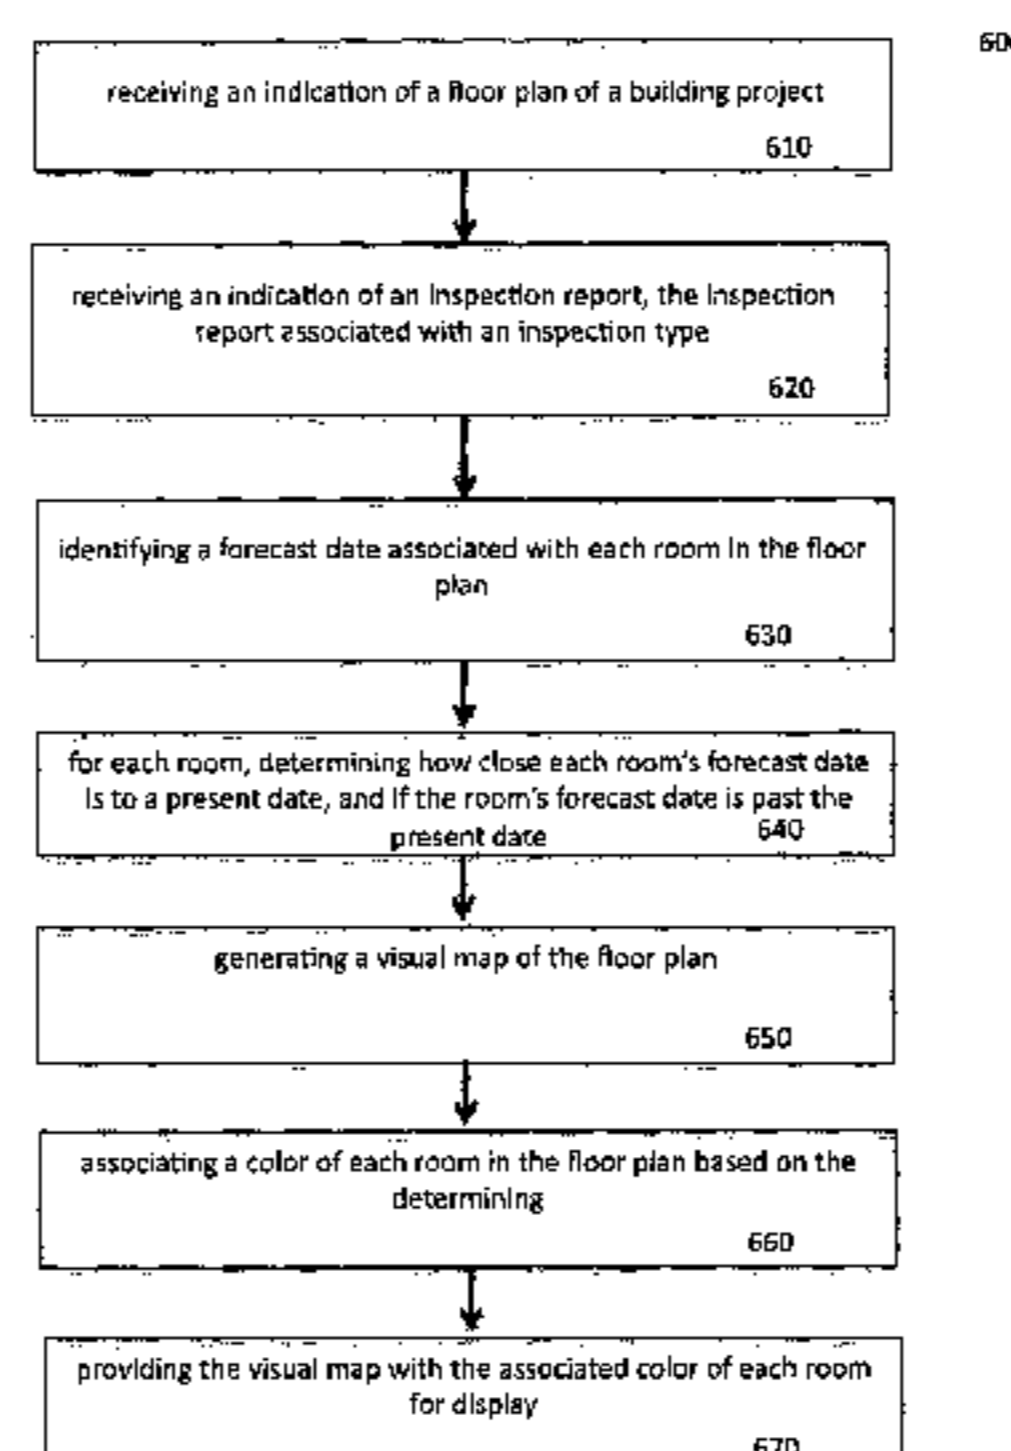 receiving an indication of a floor plan of a building project
610
receiving an indication of an inspection report, the inspection
report associated with an inspection type
620
identifying a forecast date associated with each room in the floor
plan
630
for each room, determining how close each room's forecast date
is to a present date, and if the room's forecast date is past the
present date
640
generating a visual map of the floor plan
650
associating a color of each room in the floor plan based on the
determining
660
providing the visual map with the associated color of each room
for display
670